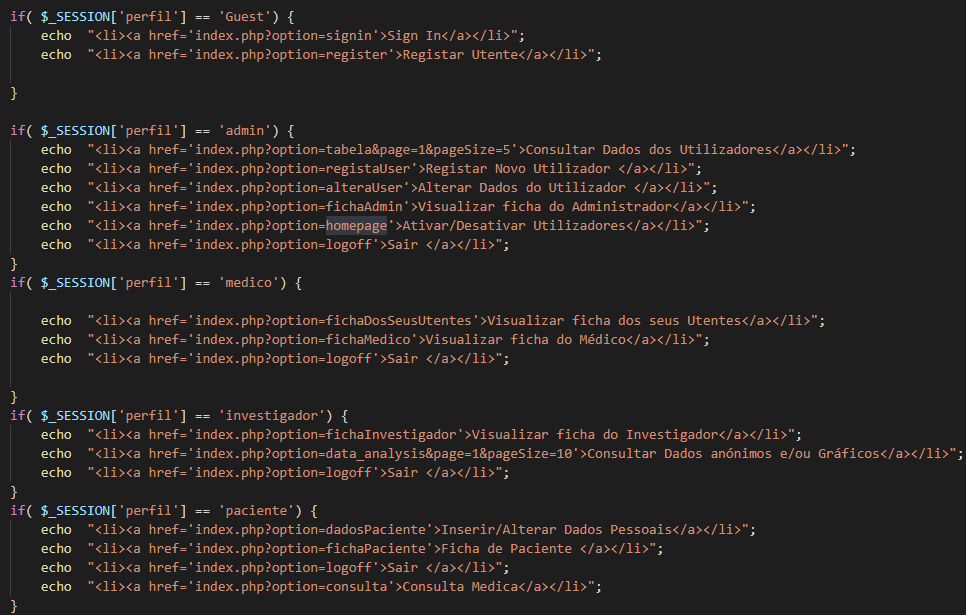 if( $_SESSION['perfil'] == 'Guest') {
echo "<li><a href='index.php?option=signin'>Sign In</a></li>";
echo "<li><a href='index.php?option=register'>Registar Utente</a></li>";
}
if( $_SESSION['perfil'] == 'admin') {
echo "<li><a href='index.php?option=tabela&page=1&pageSize=5'>Consultar Dados dos Utilizadores</a></li>";
echo "<li><a href='index.php?option=registaUser'>Registar Novo Utilizador </a></li>";
echo "<li><a href='index.php?option=alteraUser'>Alterar Dados do Utilizador </a></li>";
echo "<li><a href='index.php?option=fichaAdmin'>Visualizar ficha do Administrador</a></li>";
echo "<li><a href='index.php?option=homepage'>Ativar/Desativar Utilizadores</a></li>";
echo "<li><a href='index.php?option=logoff'>Sair </a></li>";
}
if( $_SESSION['perfil'] == 'medico') {
echo "<li><a href='index.php?option=fichaDosSeusUtentes'>Visualizar ficha dos seus Utentes</a></li>";
echo "<li><a href='index.php?option=fichaMedico'>Visualizar ficha do Médico</a></li>";
echo "<li><a href='index.php?option=logoff'>Sair </a></li>";
}
if( $_SESSION['perfil'] == 'investigador') {
echo "<li><a href='index.php?option=fichaInvestigador'>Visualizar ficha do Investigador</a></li>";
echo "<li><a href='index.php?option=data_analysis&page=1&pageSize=10'>Consultar Dados anónimos e/ou Gráficos</a></li>";
echo "<li><a href='index.php?option=logoff'>Sair </a></li>";
}
if( $_SESSION['perfil'] == 'paciente') {
echo "<li><a href='index.php?option=dadosPaciente'>Inserir/Alterar Dados Pessoais</a></li>";
echo "<li><a href='index.php?option=fichaPaciente'>Ficha de Paciente </a></li>";
echo "<li><a href='index.php?option=logoff'>Sair </a></li>";
echo "<li><a href='index.php?option=consulta'>Consulta Medica</a></li>";
}